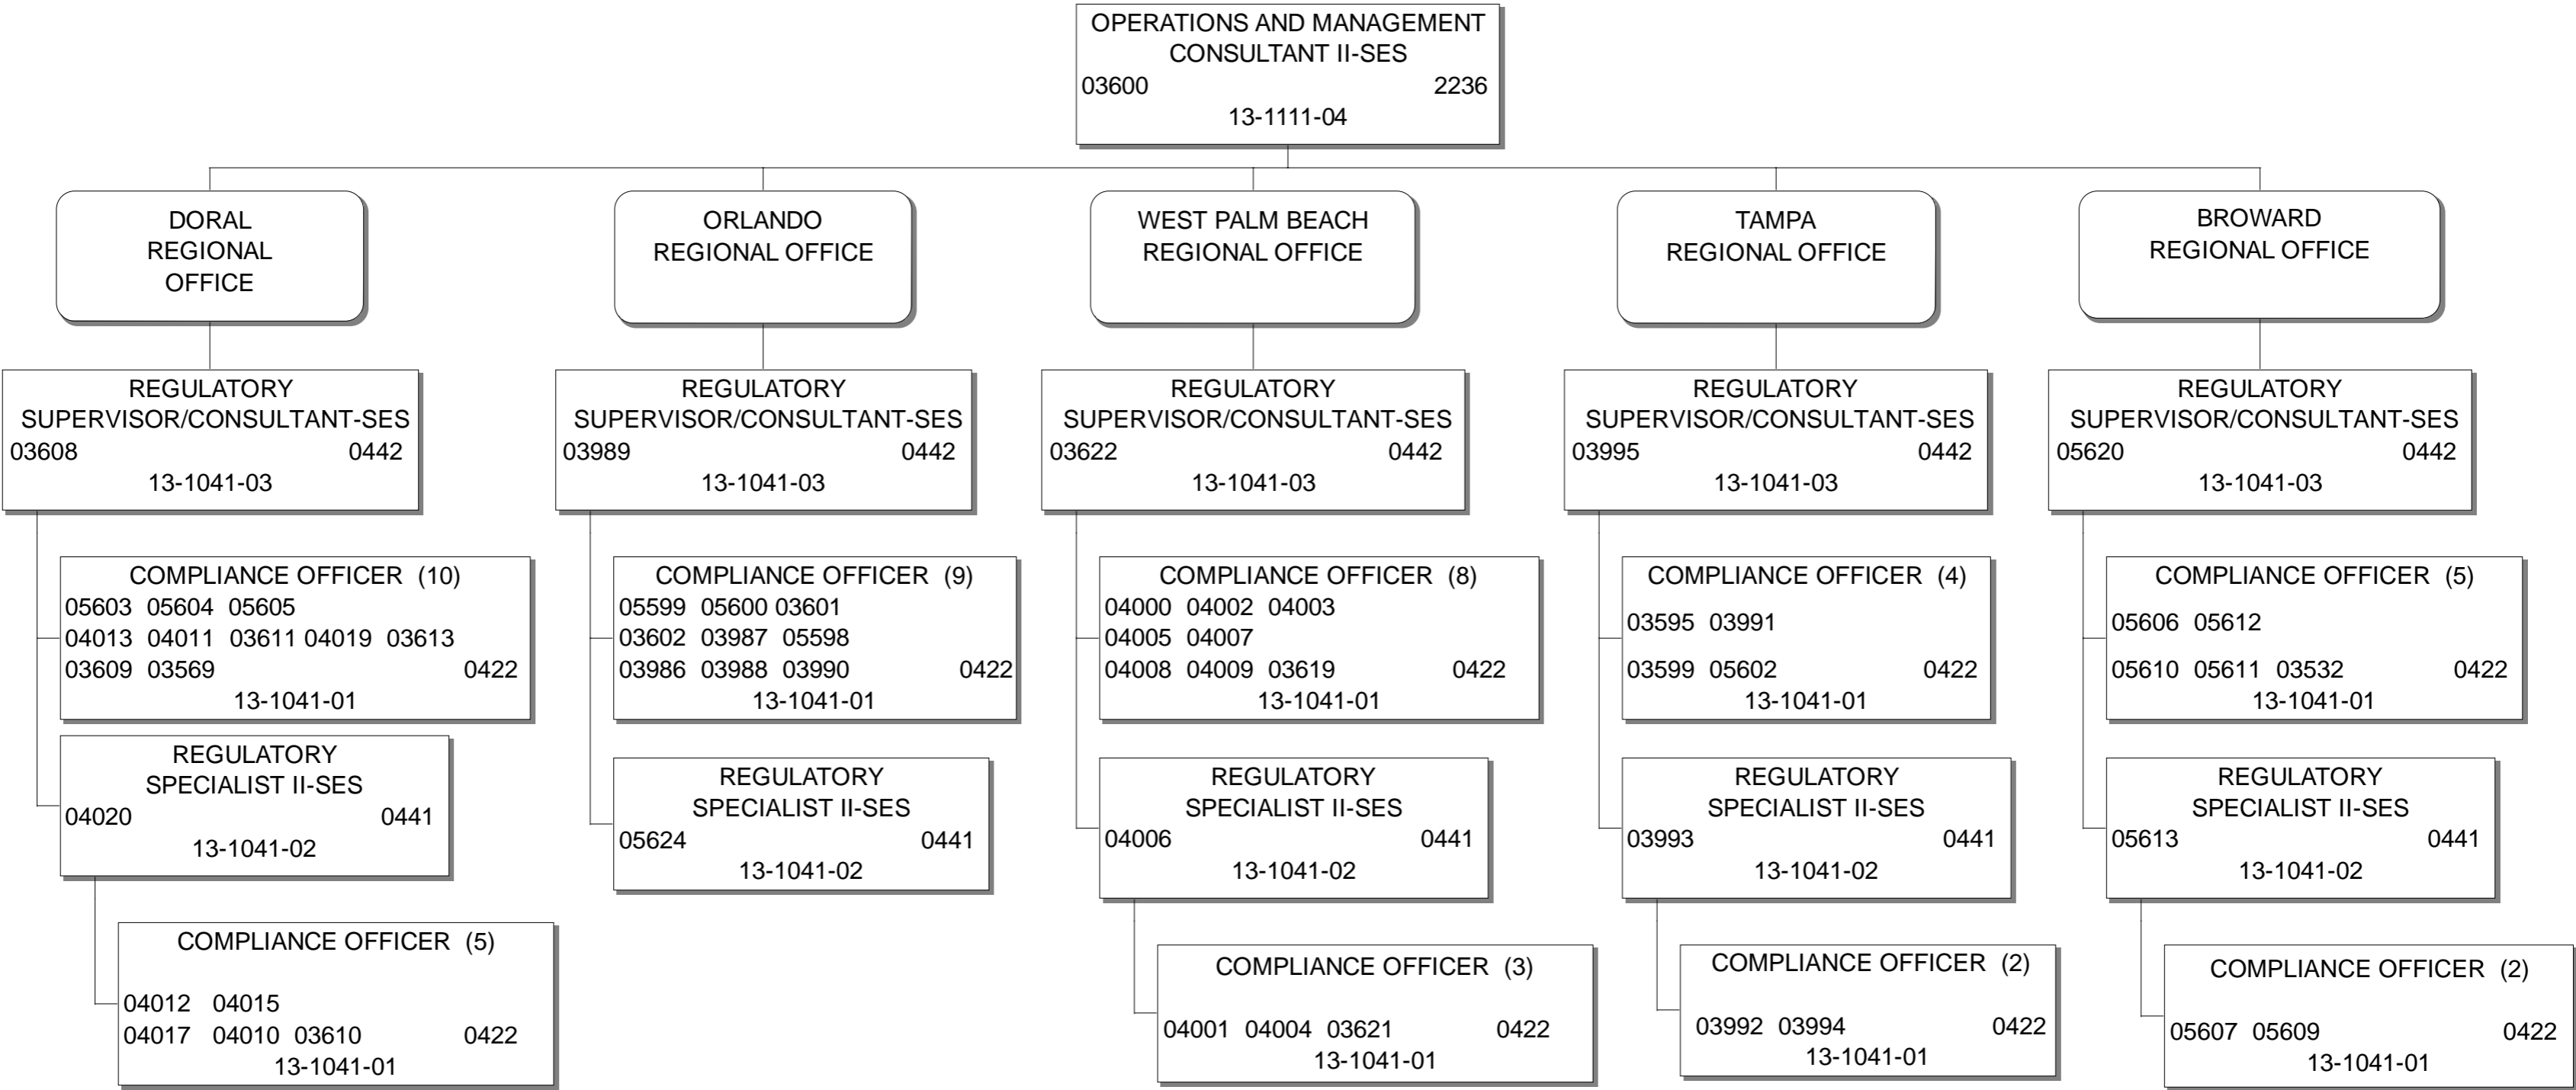 OPERATIONS AND MANAGEMENT
CONSULTANT II-SES
03600 2236
13-1111-04
DORAL
REGIONAL
OFFICE
ORLANDO
REGIONAL OFFICE
WEST PALM BEACH
REGIONAL OFFICE
TAMPA
REGIONAL OFFICE
BROWARD
REGIONAL OFFICE
REGULATORY
SUPERVISOR/CONSULTANT-SES
03608 0442
13-1041-03
REGULATORY
SUPERVISOR/CONSULTANT-SES
03989 0442
13-1041-03
REGULATORY
SUPERVISOR/CONSULTANT-SES
03622 0442
13-1041-03
REGULATORY
SUPERVISOR/CONSULTANT-SES
03995 0442
13-1041-03
REGULATORY
SUPERVISOR/CONSULTANT-SES
05620 0442
13-1041-03
COMPLIANCE OFFICER (10)
05603 05604 05605
04013 04011 03611 04019 03613
03609 03569 0422
13-1041-01
COMPLIANCE OFFICER (9)
05599 05600 03601
03602 03987 05598
03986 03988 03990 0422
13-1041-01
COMPLIANCE OFFICER (8)
04000 04002 04003
04005 04007
04008 04009 03619 0422
13-1041-01
COMPLIANCE OFFICER (4)
03595 03991
03599 05602 0422
13-1041-01
COMPLIANCE OFFICER (5)
05606 05612
05610 05611 03532 0422
13-1041-01
REGULATORY
SPECIALIST II-SES
04020 0441
13-1041-02
REGULATORY
SPECIALIST II-SES
05624 0441
13-1041-02
REGULATORY
SPECIALIST II-SES
04006 0441
13-1041-02
REGULATORY
SPECIALIST II-SES
03993 0441
13-1041-02
REGULATORY
SPECIALIST II-SES
05613 0441
13-1041-02
COMPLIANCE OFFICER (5)
04012 04015
04017 04010 03610 0422
13-1041-01
COMPLIANCE OFFICER (3)
04001 04004 03621 0422
13-1041-01
COMPLIANCE OFFICER (2)
03992 03994 0422
13-1041-01
COMPLIANCE OFFICER (2)
05607 05609 0422
13-1041-01